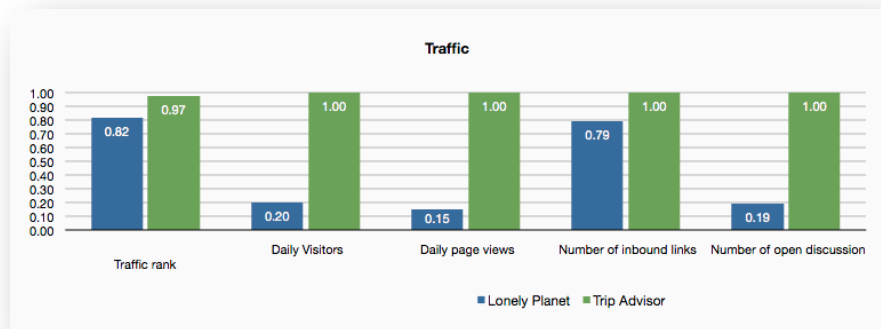 Traffic
1.00
0.90
0.80
0.70
0.60
0.50
0.40
0.30
0.20
0.10
0.00
0.82
0.97
0.20
1.00
0.15
1.00
0.79
1.00
0.19
1.00
Traffic rank
Daily Visitors
Daily page views
Number of inbound links
Number of open discussion
Lonely Planet
Trip Advisor